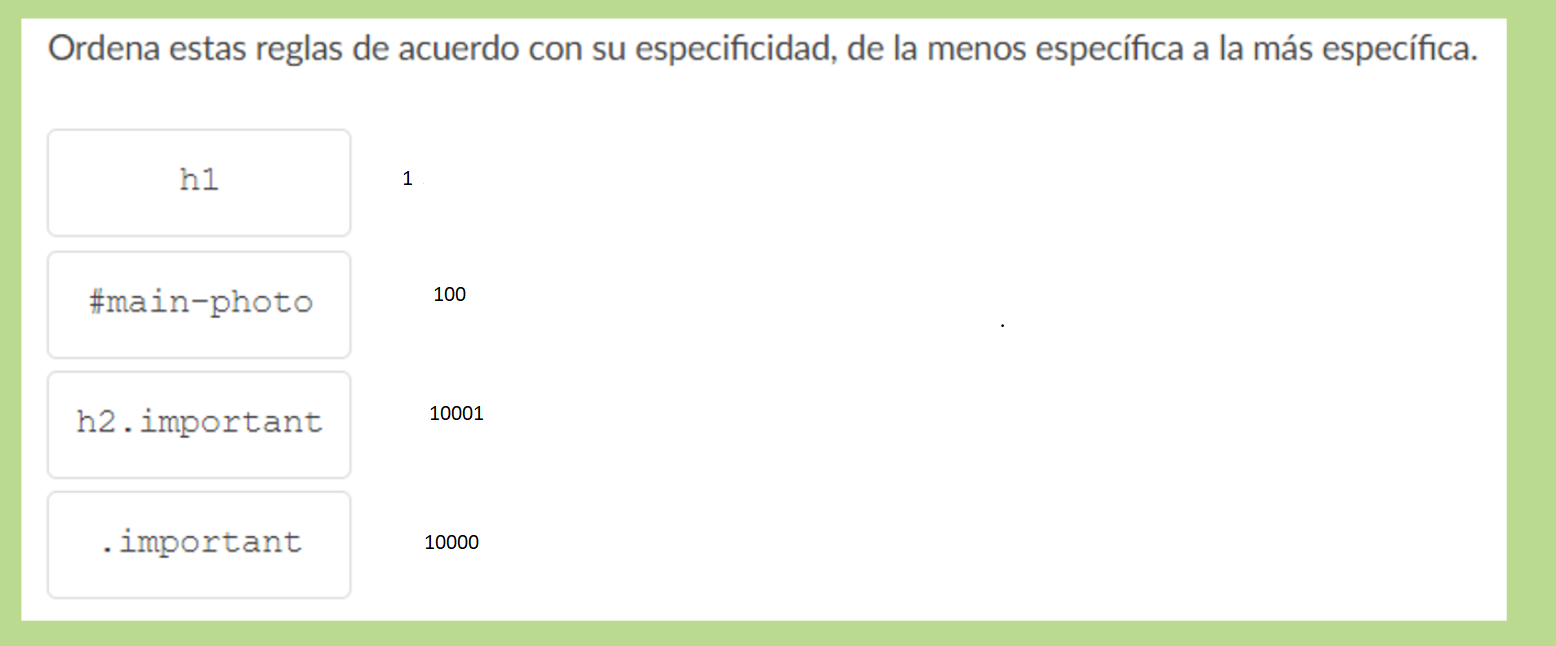 Ordena estas reglas de acuerdo con su especificidad, de la menos específica a la más específica.
h1 1
#main-photo 100
h2.important 10001
.important 10000